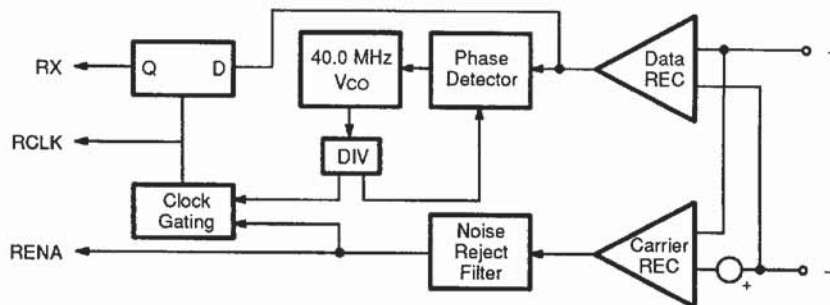 RX
Q D
40.0 MHz
VCO
Phase
Detector
Data
REC
RCLK
DIV
Clock
Gating
RENA
Noise
Reject
Filter
Carrier
REC
+